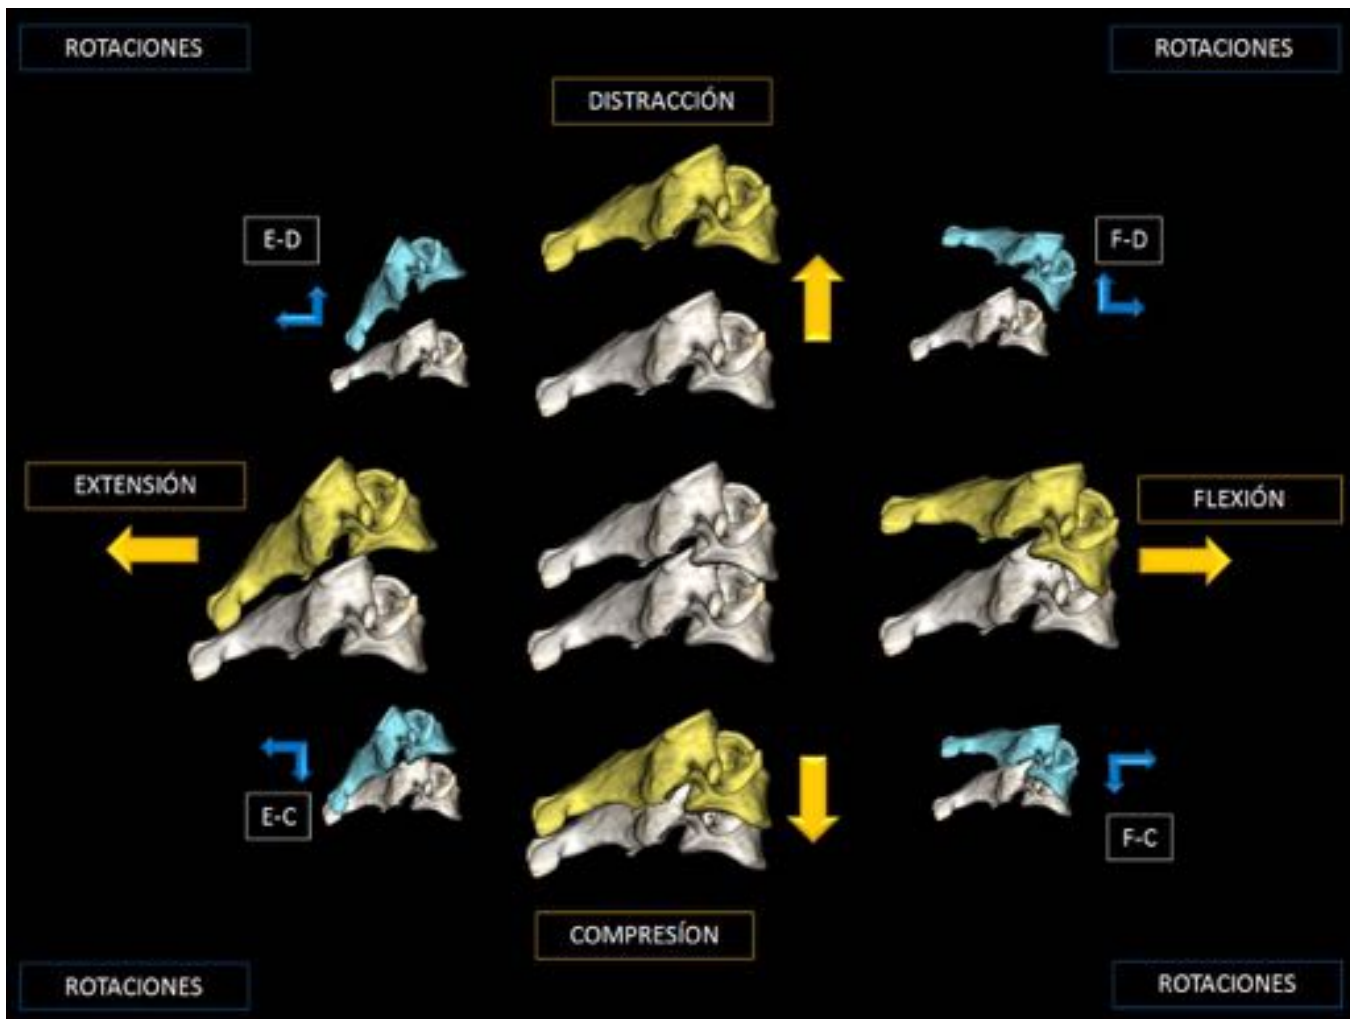 ROTACIONES
ROTACIONES
DISTRACCIÓN
E-D
F-D
EXTENSIÓN
FLEXIÓN
E-C
F-C
COMPRESÍON
ROTACIONES
ROTACIONES